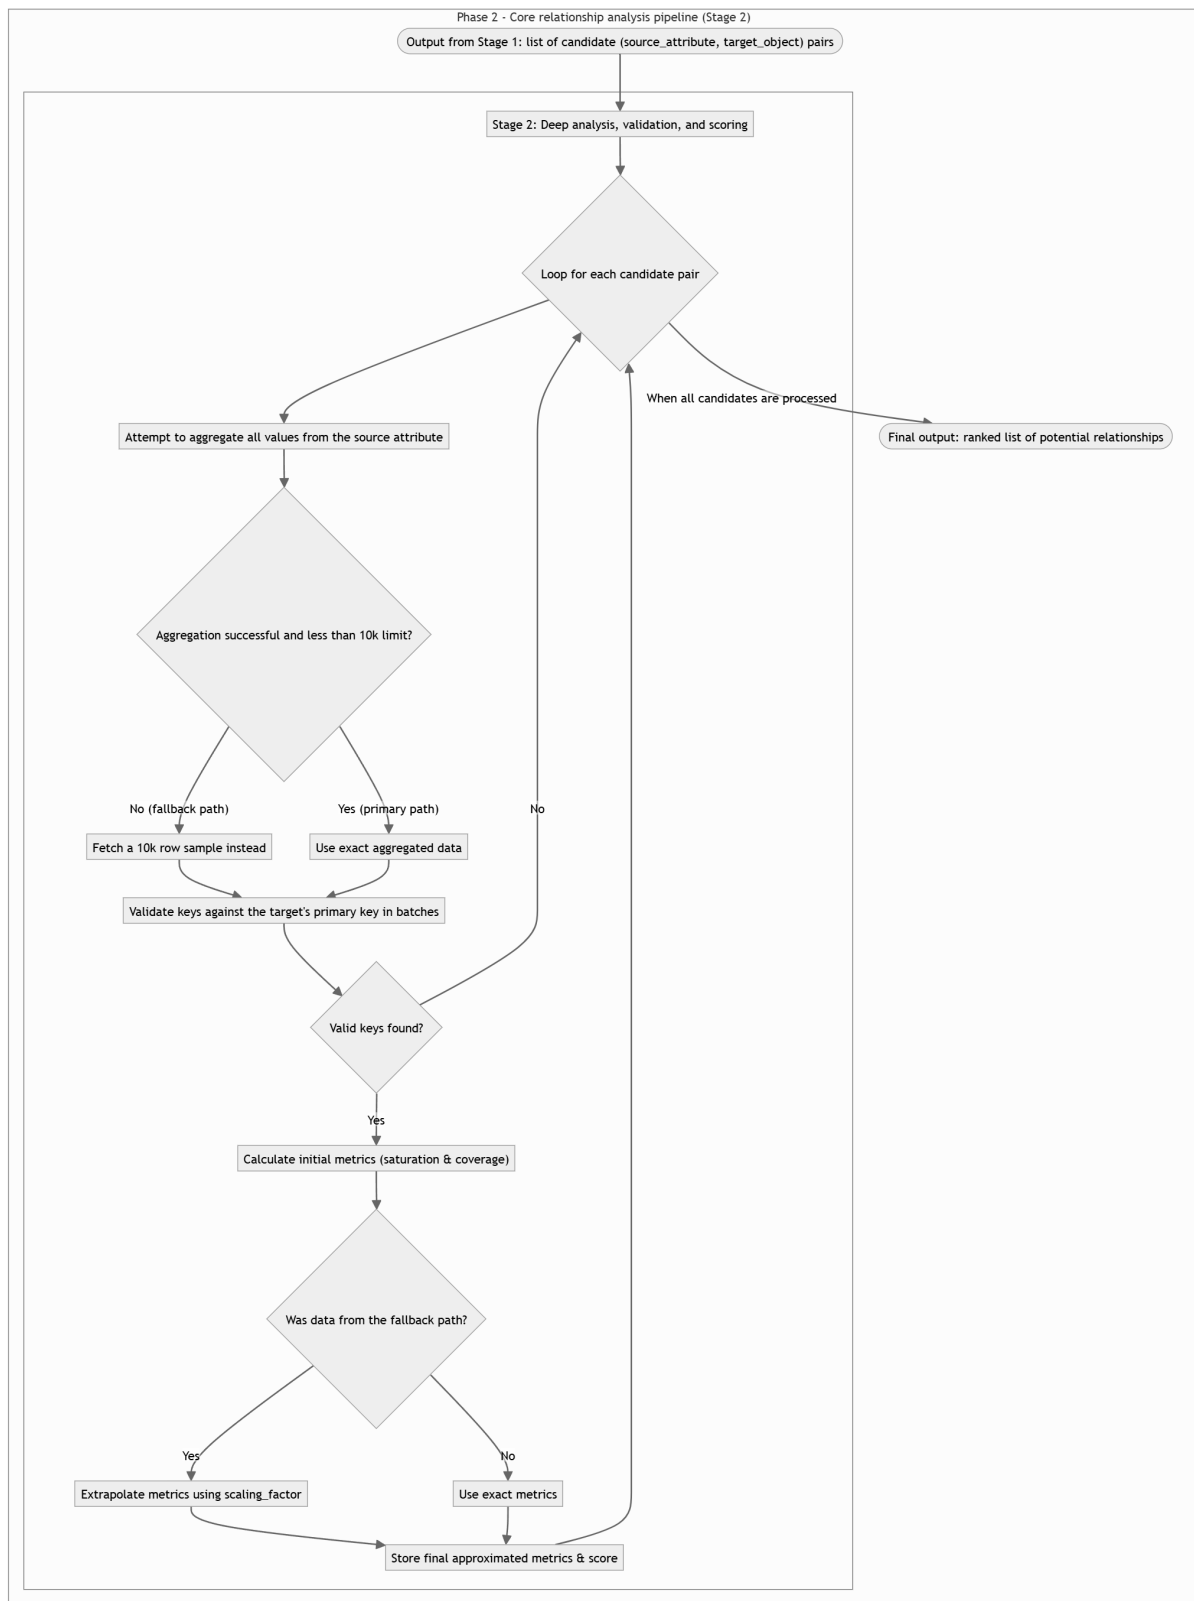 Phase 2 - Core relationship analysis pipeline (Stage 2)
Output from Stage 1: list of candidate (source_attribute, target_object) pairs
Stage 2: Deep analysis, validation, and scoring
Loop for each candidate pair
When all candidates are processed
Attempt to aggregate all values from the source attribute
Final output: ranked list of potential relationships
Aggregation successful and less than 10k limit?
No (fallback path)
Yes (primary path)
No
Fetch a 10k row sample instead
Use exact aggregated data
Validate keys against the target's primary key in batches
Valid keys found?
Yes
Calculate initial metrics (saturation & coverage)
Was data from the fallback path?
Yes
No
Extrapolate metrics using scaling_factor
Use exact metrics
Store final approximated metrics & score